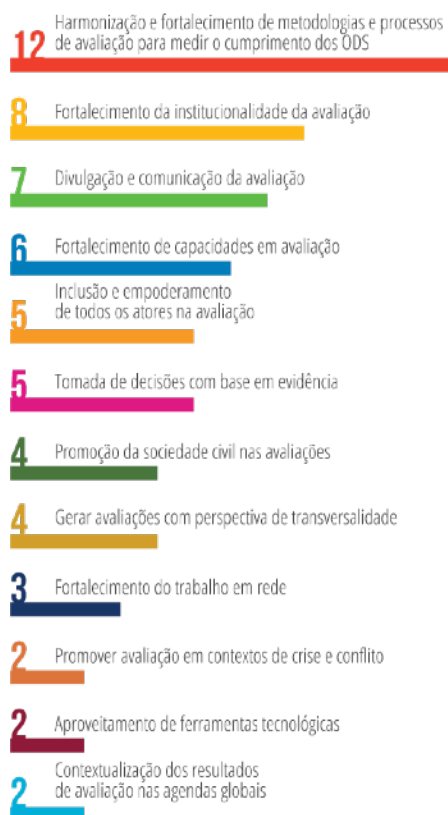 Harmonização e fortalecimento de metodologias e processos
12 de avaliação para medir o cumprimento dos ODS
8 Fortalecimento da institucionalidade da avaliação
7 Divulgação e comunicação da avaliação
6 Fortalecimento de capacidades em avaliação
Inclusão e empoderamento
5 de todos os atores na avaliação
5 Tomada de decisões com base em evidência
4 Promoção da sociedade civil nas avaliações
4 Gerar avaliações com perspectiva de transversalidade
3 Fortalecimento do trabalho em rede
2 Promover avaliação em contextos de crise e conflito
2 Aproveitamento de ferramentas tecnológicas
Contextualização dos resultados
2 de avaliação nas agendas globais